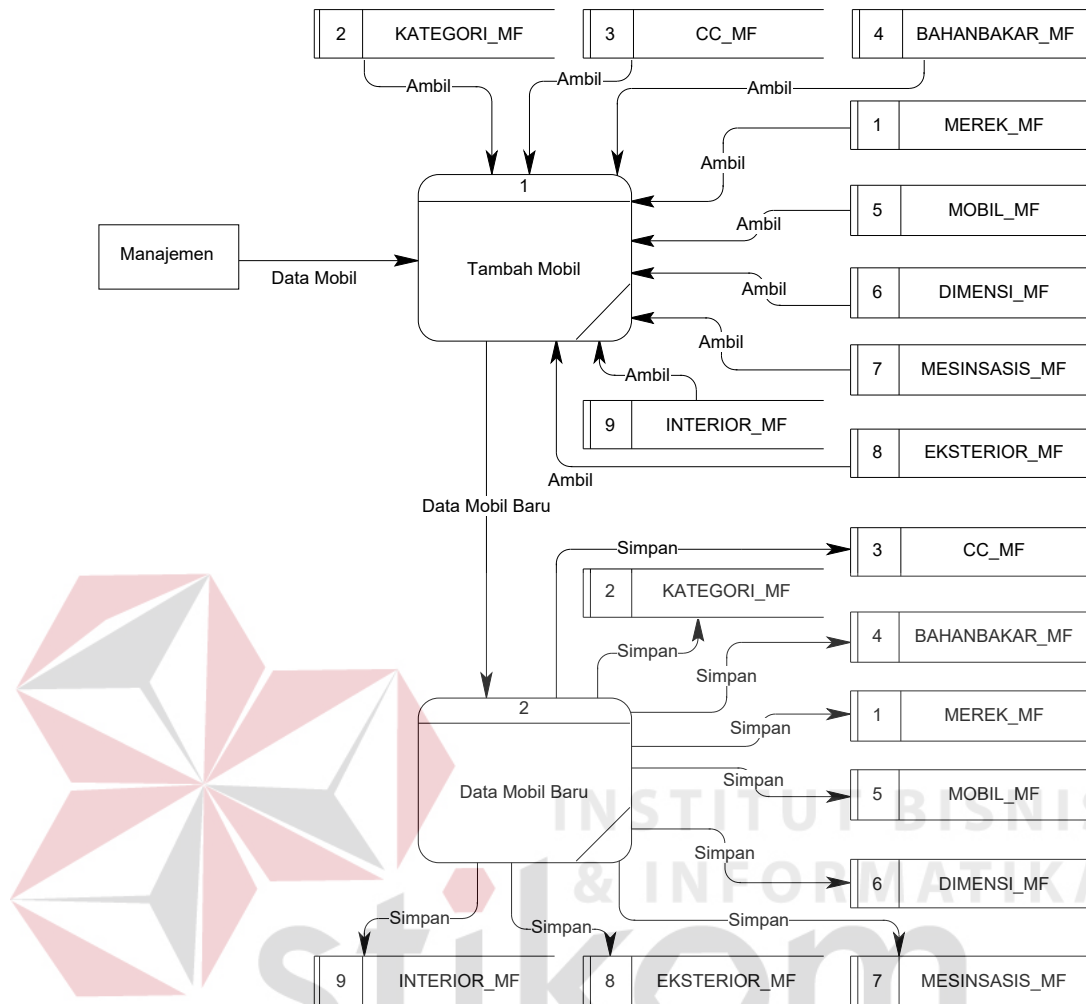 2 KATEGORI_MF 3 CC_MF 4 BAHANBAKAR_MF
Ambil Ambil Ambil
1 MEREK_MF
Ambil
1
5 MOBIL_MF
Ambil
Manajemen
Tambah Mobil
Data Mobil
6 DIMENSI_MF
Ambil
Ambil
7 MESINSASIS_MF
Ambil
9 INTERIOR_MF
8 EKSTERIOR_MF
Ambil
Data Mobil Baru
Simpan
3 CC_MF
2 KATEGORI_MF
4 BAHANBAKAR_MF
Simpan
Simpan
2
1 MEREK_MF
Simpan
Simpan
Data Mobil Baru
5 MOBIL_MF
INSTITUT BISNIS
Simpan
6 DIMENSI_MF
& INFORMATIKA
Simpan Simpan Simpan
stikom
9 INTERIOR_MF 8 EKSTERIOR_MF 7 MESINSASIS_MF